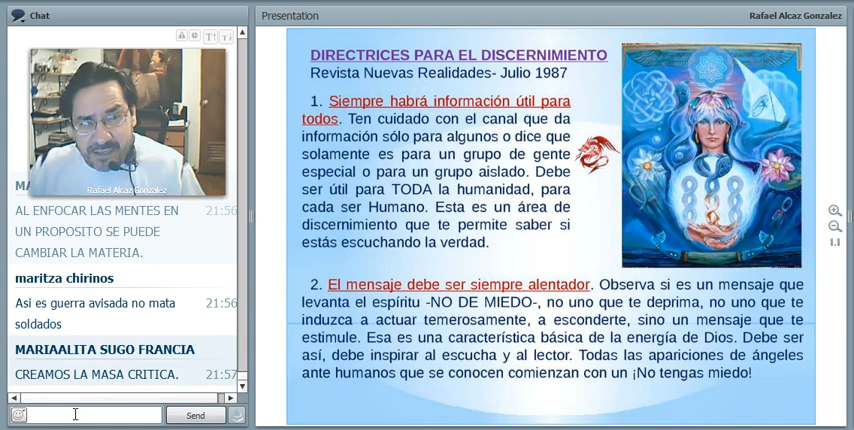 Chat
Presentation
Rafael Alcaz Gonzalez
Rafael Alcaz Gonzalez
MA
AL ENFOCAR LAS MENTES EN 21:56
UN PROPOSITO SE PUEDE
CAMBIAR LA MATERIA.
maritza chirinos
Asi es guerra avisada no mata 21:56
soldados
MARIAALITA SUGO FRANCIA
CREAMOS LA MASA CRITICA. 21:57
Send
DIRECTRICES PARA EL DISCERNIMIENTO
Revista Nuevas Realidades- Julio 1987
1. Siempre habrá información útil para
todos. Ten cuidado con el canal que da
información sólo para algunos o dice que
solamente es para un grupo de gente
especial o para un grupo aislado. Debe
ser útil para TODA la humanidad, para
cada ser Humano. Esta es un área de
discernimiento que te permite saber si
estás escuchando la verdad.
2. El mensaje debe ser siempre alentador. Observa si es un mensaje que
levanta el espíritu -NO DE MIEDO-, no uno que te deprima, no uno que te
induzca a actuar temerosamente, a esconderte, sino un mensaje que te
estimule. Esa es una característica básica de la energía de Dios. Debe ser
así, debe inspirar al escucha y al lector. Todas las apariciones de ángeles
ante humanos que se conocen comienzan con un ¡No tengas miedo!
1.1